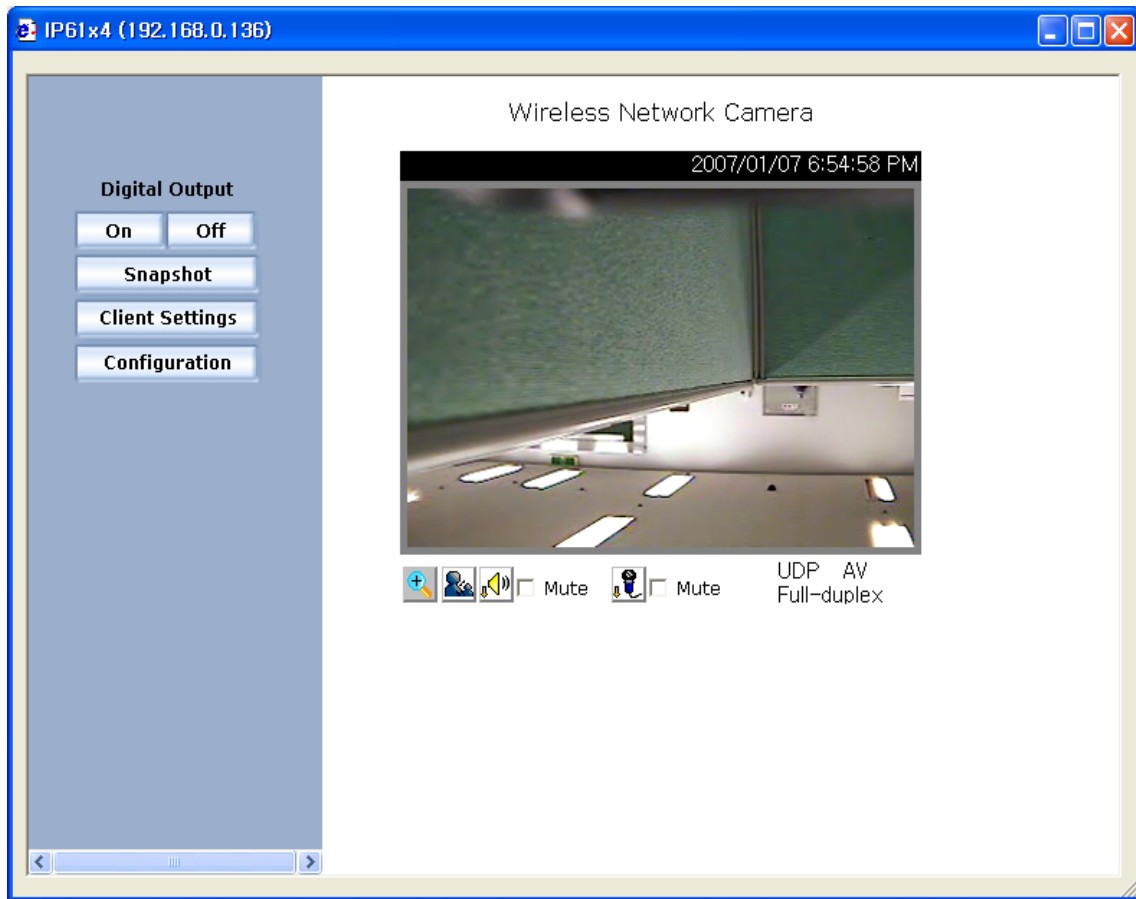 IP61x4 (192.168.0.136)
Wireless Network Camera
2007/01/07 6:54:58 PM
Digital Output
On Off
Snapshot
Client Settings
Configuration
Mute Mute
UDP AV
Full-duplex